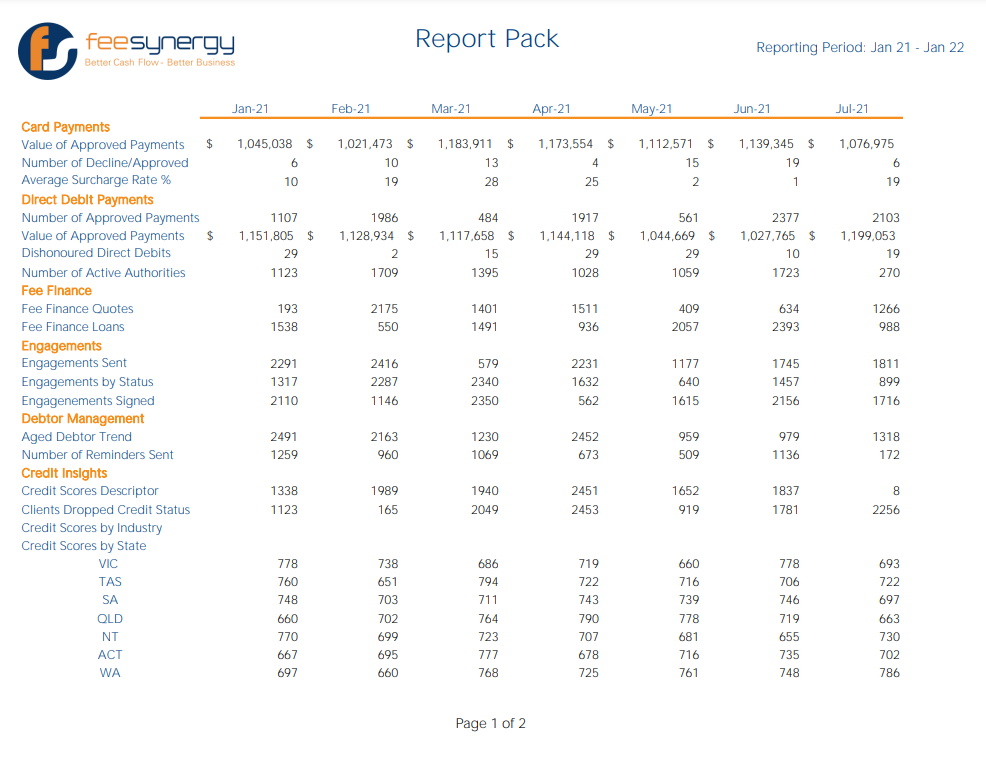 feesynergy
Better Cash Flow - Better Business
Report Pack
Reporting Period: Jan 21 - Jan 22
Jan-21 Feb-21 Mar-21 Apr-21 May-21 Jun-21 Jul-21
Card Payments
Value of Approved Payments $ 1,045,038 $ 1,021,473 $ 1,183,911 $ 1,173,554 $ 1,112,571 $ 1,139,345 $ 1,076,975
Number of Decline/Approved 6 10 13 4 15 19 6
Average Surcharge Rate % 10 19 28 25 2 1 19
Direct Debit Payments
Number of Approved Payments 1107 1986 484 1917 561 2377 2103
Value of Approved Payments $ 1,151,805 $ 1,128,934 $ 1,117,658 $ 1,144,118 $ 1,044,669 $ 1,027,765 $ 1,199,053
Dishonoured Direct Debits 29 2 15 29 29 10 19
Number of Active Authorities 1123 1709 1395 1028 1059 1723 270
Fee Finance
Fee Finance Quotes 193 2175 1401 1511 409 634 1266
Fee Finance Loans 1538 550 1491 936 2057 2393 988
Engagements
Engagements Sent 2291 2416 579 2231 1177 1745 1811
Engagements by Status 1317 2287 2340 1632 640 1457 899
Engagenements Signed 2110 1146 2350 562 1615 2156 1716
Debtor Management
Aged Debtor Trend 2491 2163 1230 2452 959 979 1318
Number of Reminders Sent 1259 960 1069 673 509 1136 172
Credit Insights
Credit Scores Descriptor 1338 1989 1940 2451 1652 1837 8
Clients Dropped Credit Status 1123 165 2049 2453 919 1781 2256
Credit Scores by Industry
Credit Scores by State
VIC 778 738 686 719 660 778 693
TAS 760 651 794 722 716 706 722
SA 748 703 711 743 739 746 697
QLD 660 702 764 790 778 719 663
NT 770 699 723 707 681 655 730
ACT 667 695 777 678 716 735 702
WA 697 660 768 725 761 748 786
Page 1 of 2